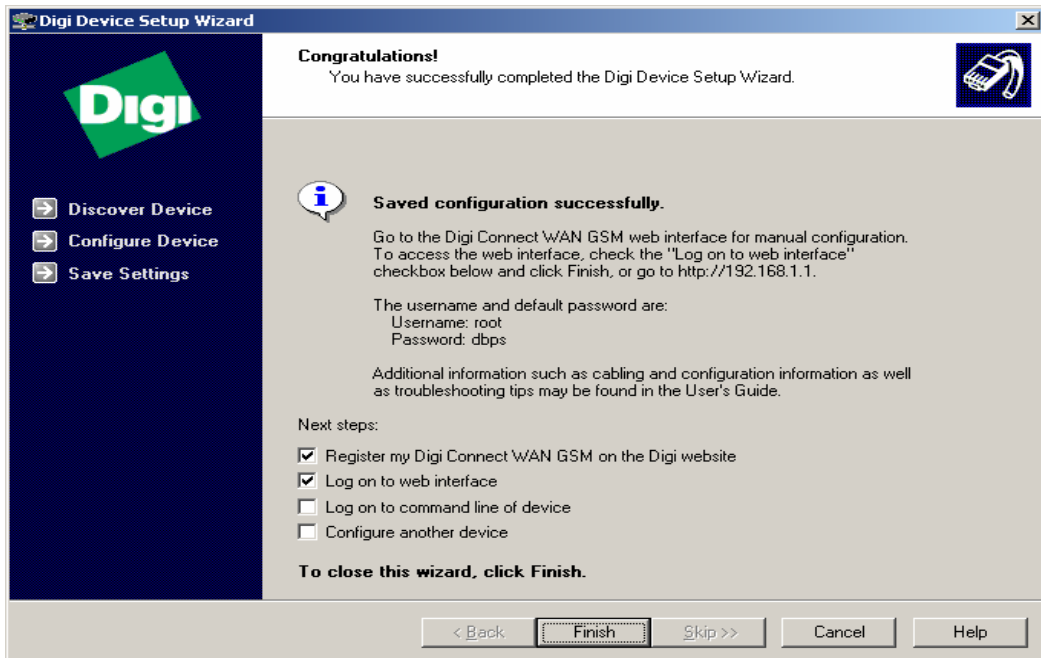 Digi Device Setup Wizard
Digi
Discover Device
Configure Device
Save Settings
Congratulations!
You have successfully completed the Digi Device Setup Wizard.
Saved configuration successfully.
Go to the Digi Connect WAN GSM web interface for manual configuration.
To access the web interface, check the "Log on to web interface"
checkbox below and click Finish, or go to http://192.168.1.1.
The username and default password are:
Username: root
Password: dbps
Additional information such as cabling and configuration information as well
as troubleshooting tips may be found in the User's Guide.
Next steps:
Register my Digi Connect WAN GSM on the Digi website
Log on to web interface
Log on to command line of device
Configure another device
To close this wizard, click Finish.
< Back
Finish
Skip >>
Cancel
Help